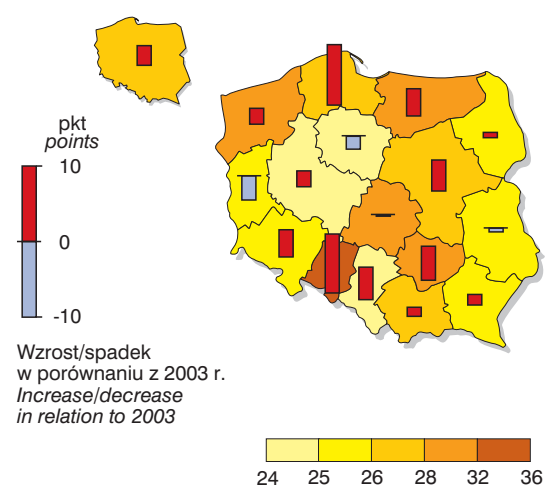 pkt
points
10
0
-10
Wzrost/spadek
w porównaniu z 2003 r.
Increase/decrease
in relation to 2003
24 25 26 28 32 36